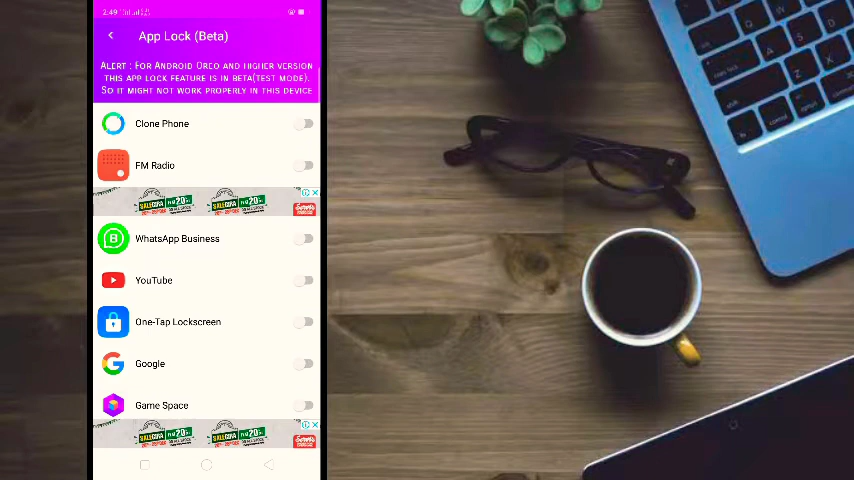 2:49
App Lock (Beta)
Alert : For Android Oreo and higher version
this app lock feature is in beta(test mode).
So it might not work properly in this device
Clone Phone
FM Radio
WhatsApp Business
YouTube
One-Tap Lockscreen
Google
Game Space